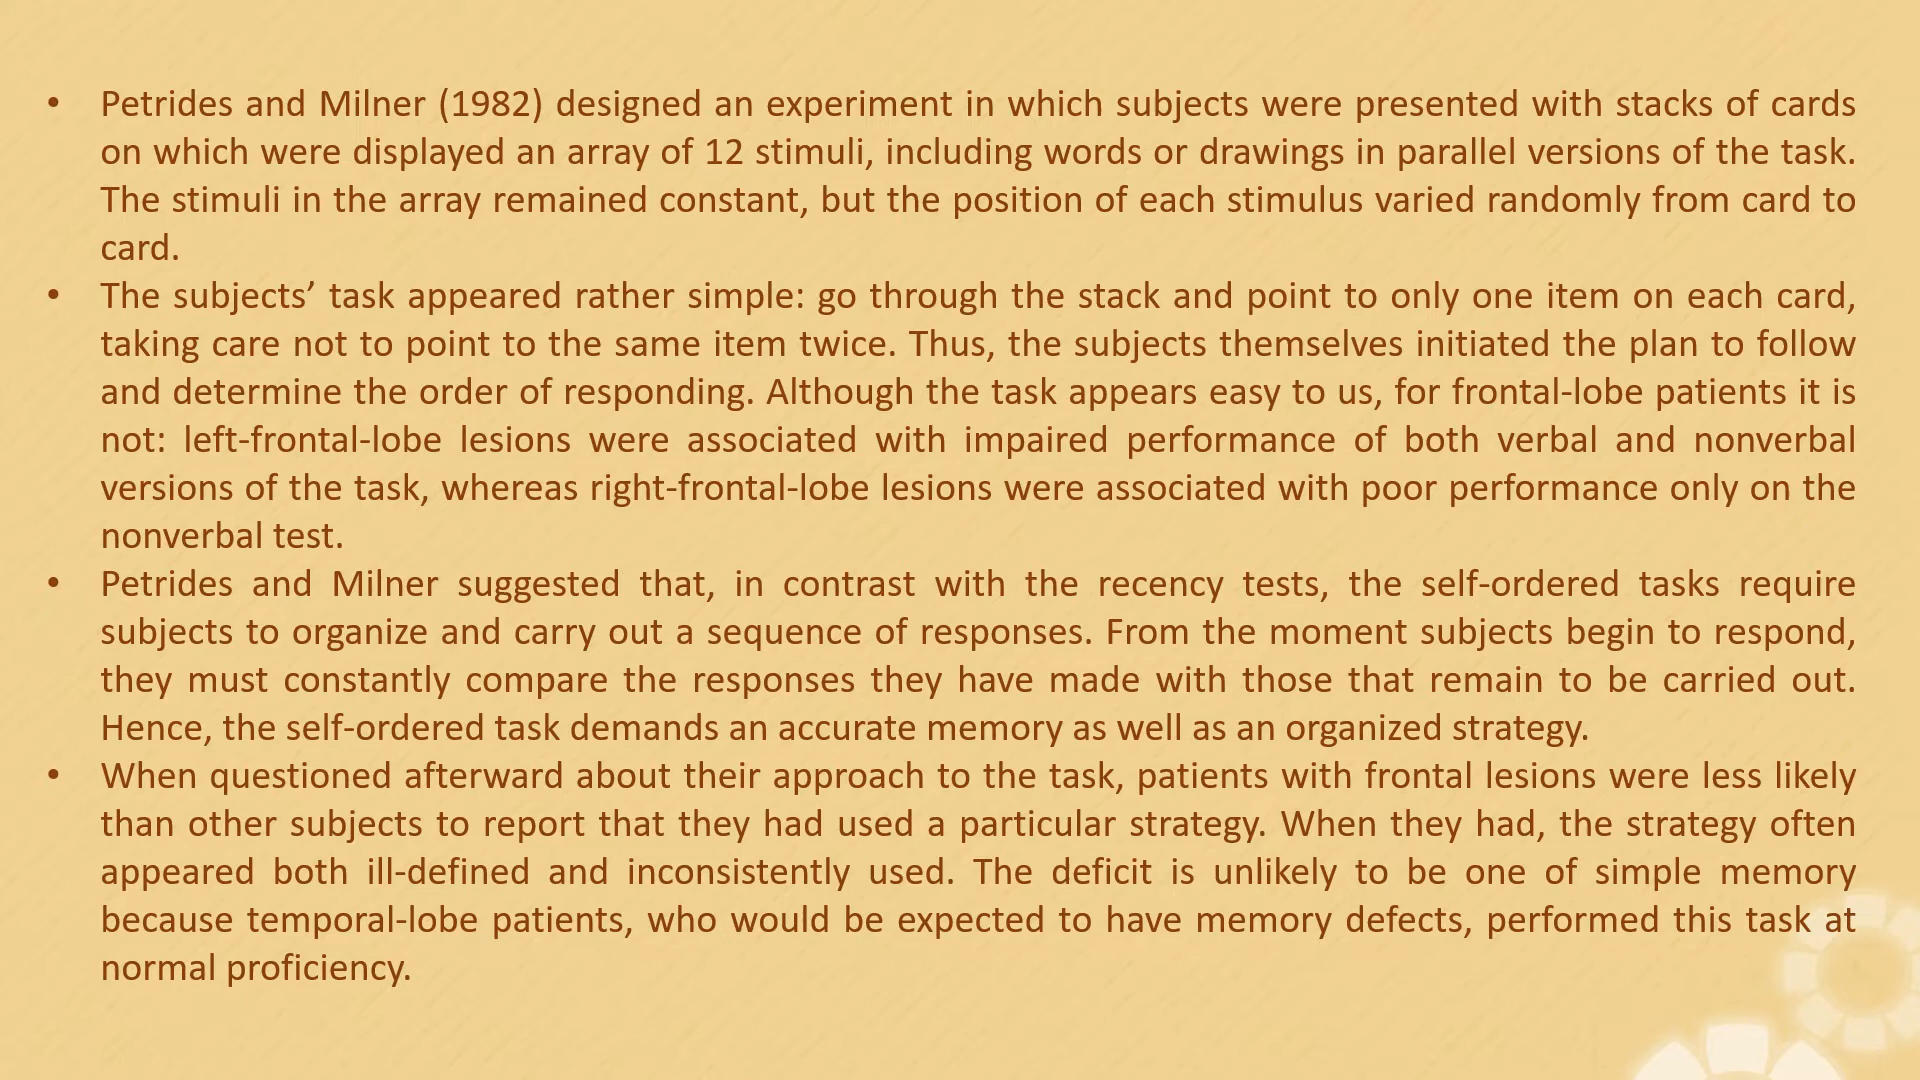 • Petrides and Milner (1982) designed an experiment in which subjects were presented with stacks of cards
on which were displayed an array of 12 stimuli, including words or drawings in parallel versions of the task.
The stimuli in the array remained constant, but the position of each stimulus varied randomly from card to
card.
• The subjects’ task appeared rather simple: go through the stack and point to only one item on each card,
taking care not to point to the same item twice. Thus, the subjects themselves initiated the plan to follow
and determine the order of responding. Although the task appears easy to us, for frontal-lobe patients it is
not: left-frontal-lobe lesions were associated with impaired performance of both verbal and nonverbal
versions of the task, whereas right-frontal-lobe lesions were associated with poor performance only on the
nonverbal test.
• Petrides and Milner suggested that, in contrast with the recency tests, the self-ordered tasks require
subjects to organize and carry out a sequence of responses. From the moment subjects begin to respond,
they must constantly compare the responses they have made with those that remain to be carried out.
Hence, the self-ordered task demands an accurate memory as well as an organized strategy.
• When questioned afterward about their approach to the task, patients with frontal lesions were less likely
than other subjects to report that they had used a particular strategy. When they had, the strategy often
appeared both ill-defined and inconsistently used. The deficit is unlikely to be one of simple memory
because temporal-lobe patients, who would be expected to have memory defects, performed this task at
normal proficiency.